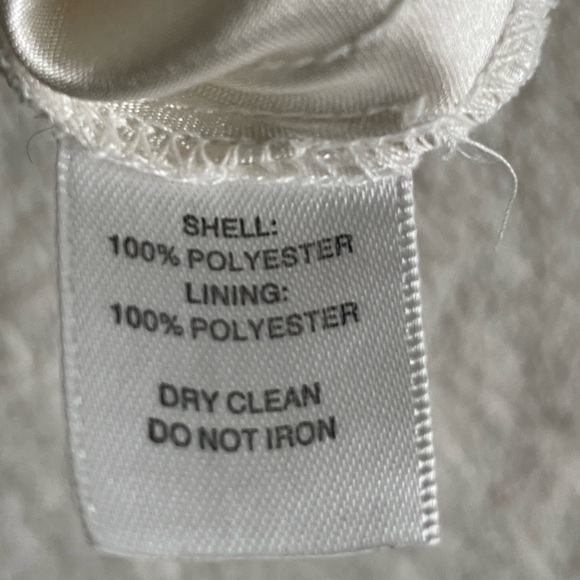 SHELL:
100% POLYESTER
LINING:
100% POLYESTER
DRY CLEAN
DO NOT IRON